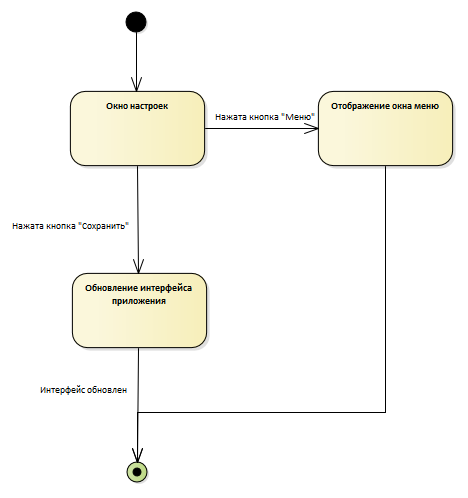 Окно настроек
Отображение окна меню
Нажата кнопка "Меню"
Нажата кнопка "Сохранить"
Обновление интерфейса
приложения
Интерфейс обновлен